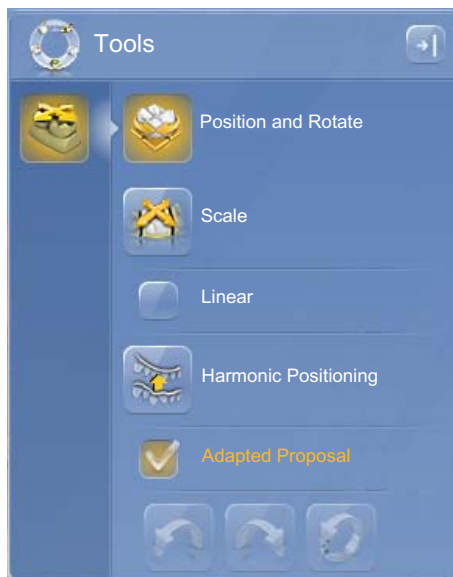 Tools
Position and Rotate
Scale
Linear
Harmonic Positioning
Adapted Proposal